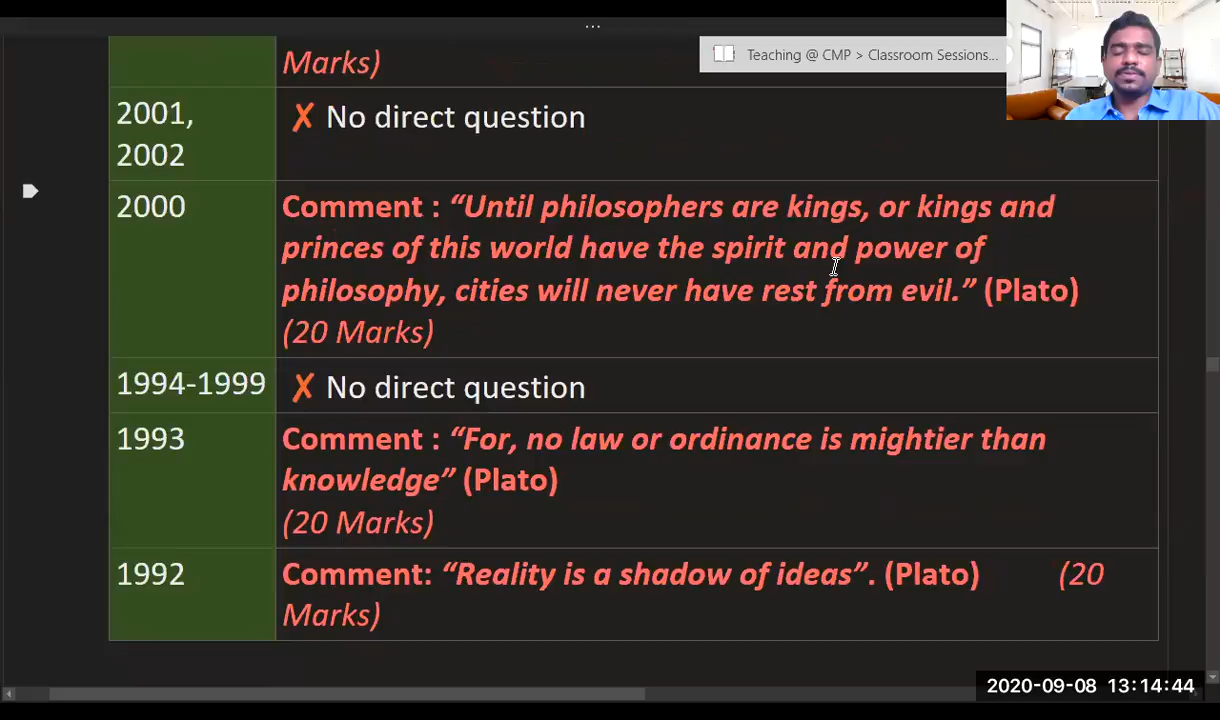 ...
Marks)
Teaching @ CMP > Classroom Sessions...
2001,
2002
✗ No direct question
2000
Comment : “Until philosophers are kings, or kings and
princes of this world have the spirit and power of
philosophy, cities will never have rest from evil.” (Plato)
(20 Marks)
1994-1999
✗ No direct question
1993
Comment : “For, no law or ordinance is mightier than
knowledge” (Plato)
(20 Marks)
1992
Comment: “Reality is a shadow of ideas”. (Plato) (20
Marks)
2020-09-08 13:14:44